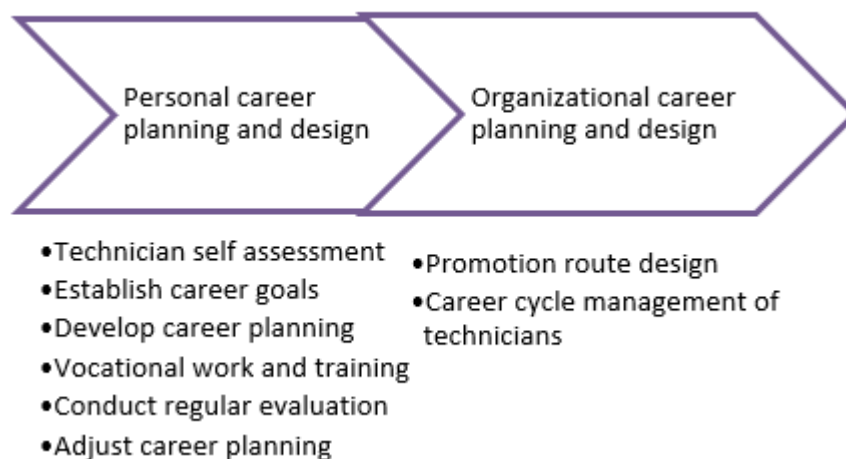 Personal career
planning and design
Organizational career
planning and design
•Technician self assessment
•Establish career goals
•Develop career planning
•Vocational work and training
•Conduct regular evaluation
•Adjust career planning
•Promotion route design
•Career cycle management of
technicians